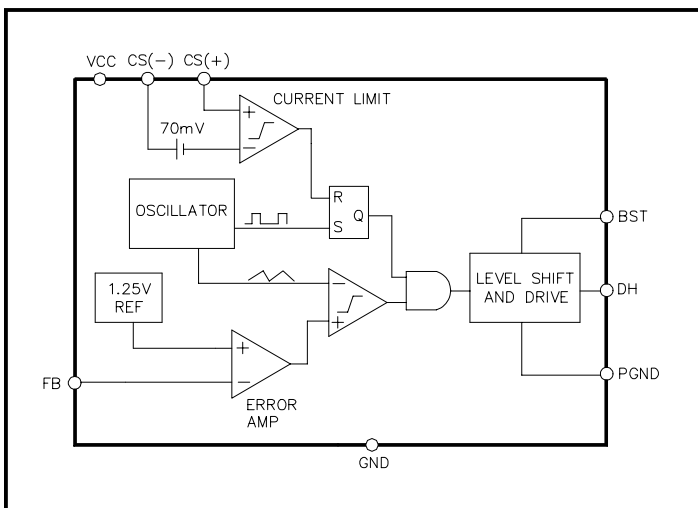 VCC CS(−) CS(+)
CURRENT LIMIT
+
70mV
−
R
OSCILLATOR
Q
S
BST
1.25V
REF
−
+
LEVEL SHIFT
AND DRIVE
DH
+
−
FB
ERROR
AMP
PGND
GND